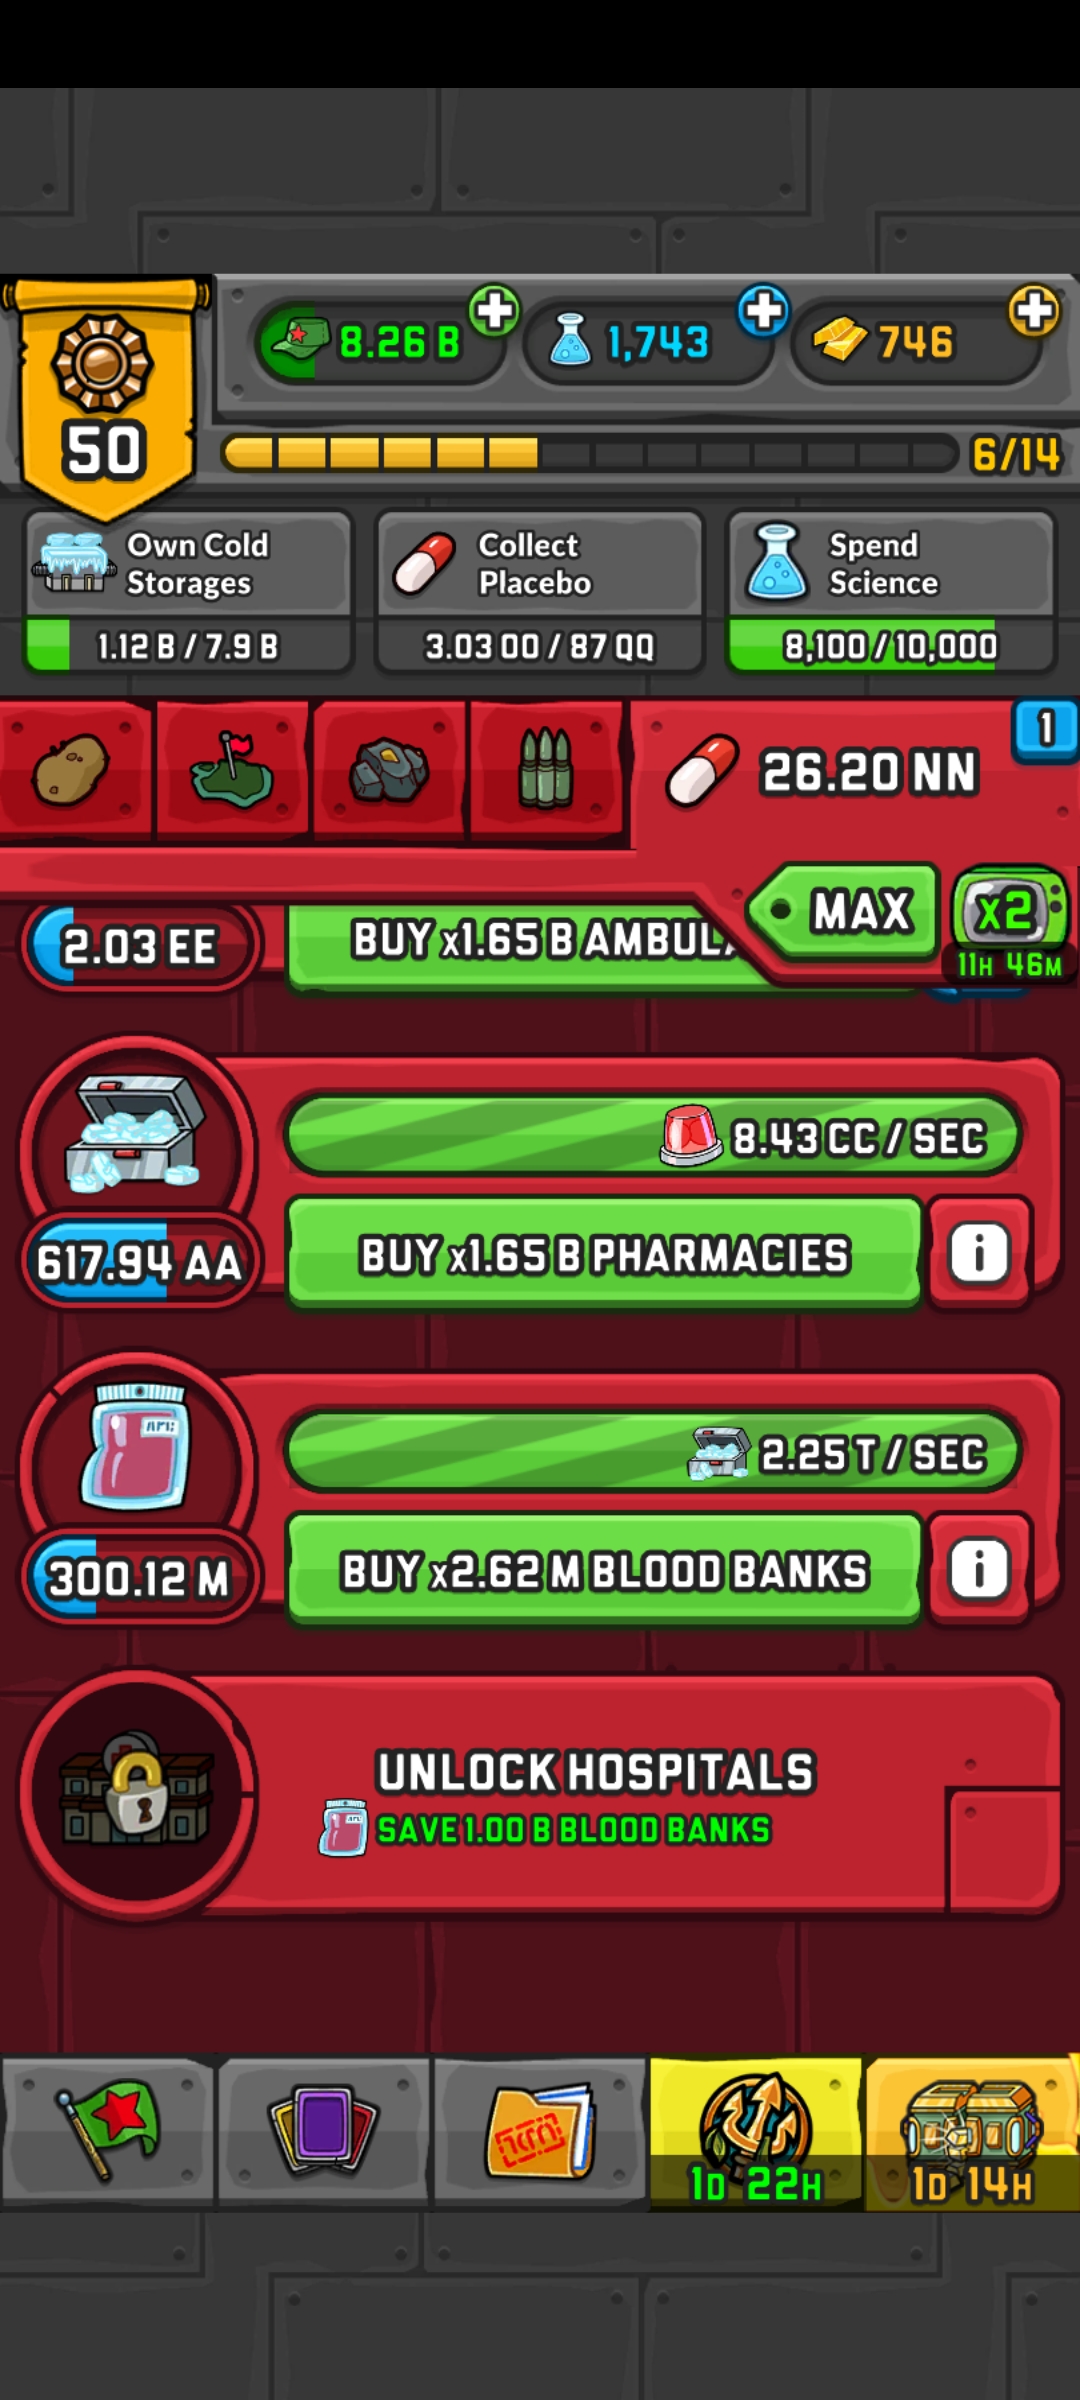 8.26 B
1,743
746
50
6/14
Own Cold
Storages
1.12 B / 7.9 B
Collect
Placebo
3.03 OO / 87 QQ
Spend
Science
8,100 / 10,000
26.20 NN
1
MAX
x2
11H 46M
2.03 EE
BUY x1.65 B AMBUL
8.43 CC / SEC
617.94 AA
BUY x1.65 B PHARMACIES
i
2.25 T / SEC
300.12 M
BUY x2.62 M BLOOD BANKS
i
UNLOCK HOSPITALS
SAVE 1.00 B BLOOD BANKS
1D 22H
1D 14H